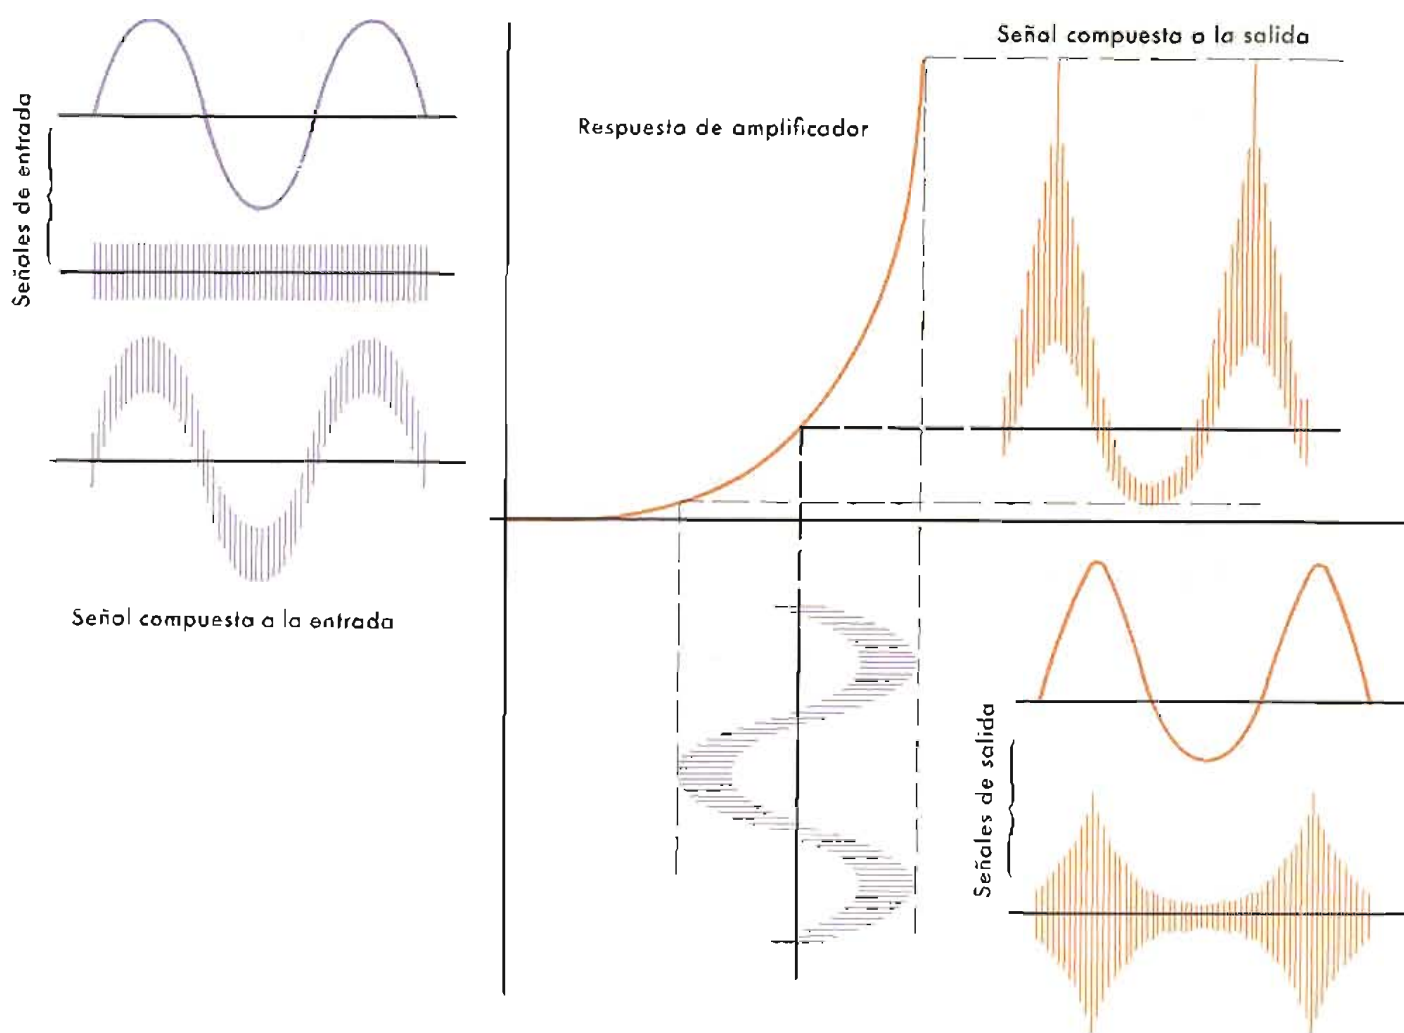 Señales de entrada
Señal compuesta a la entrada
Respuesta de amplificador
Señal compuesta a la salida
Señales de salida